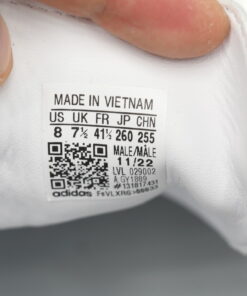 MADE IN VIETNAM
US UK FR JP CHN
8 7½ 41⅓ 260 255
MALE/MÂLE
11/22
LVL 029002
A GY1889
adidas